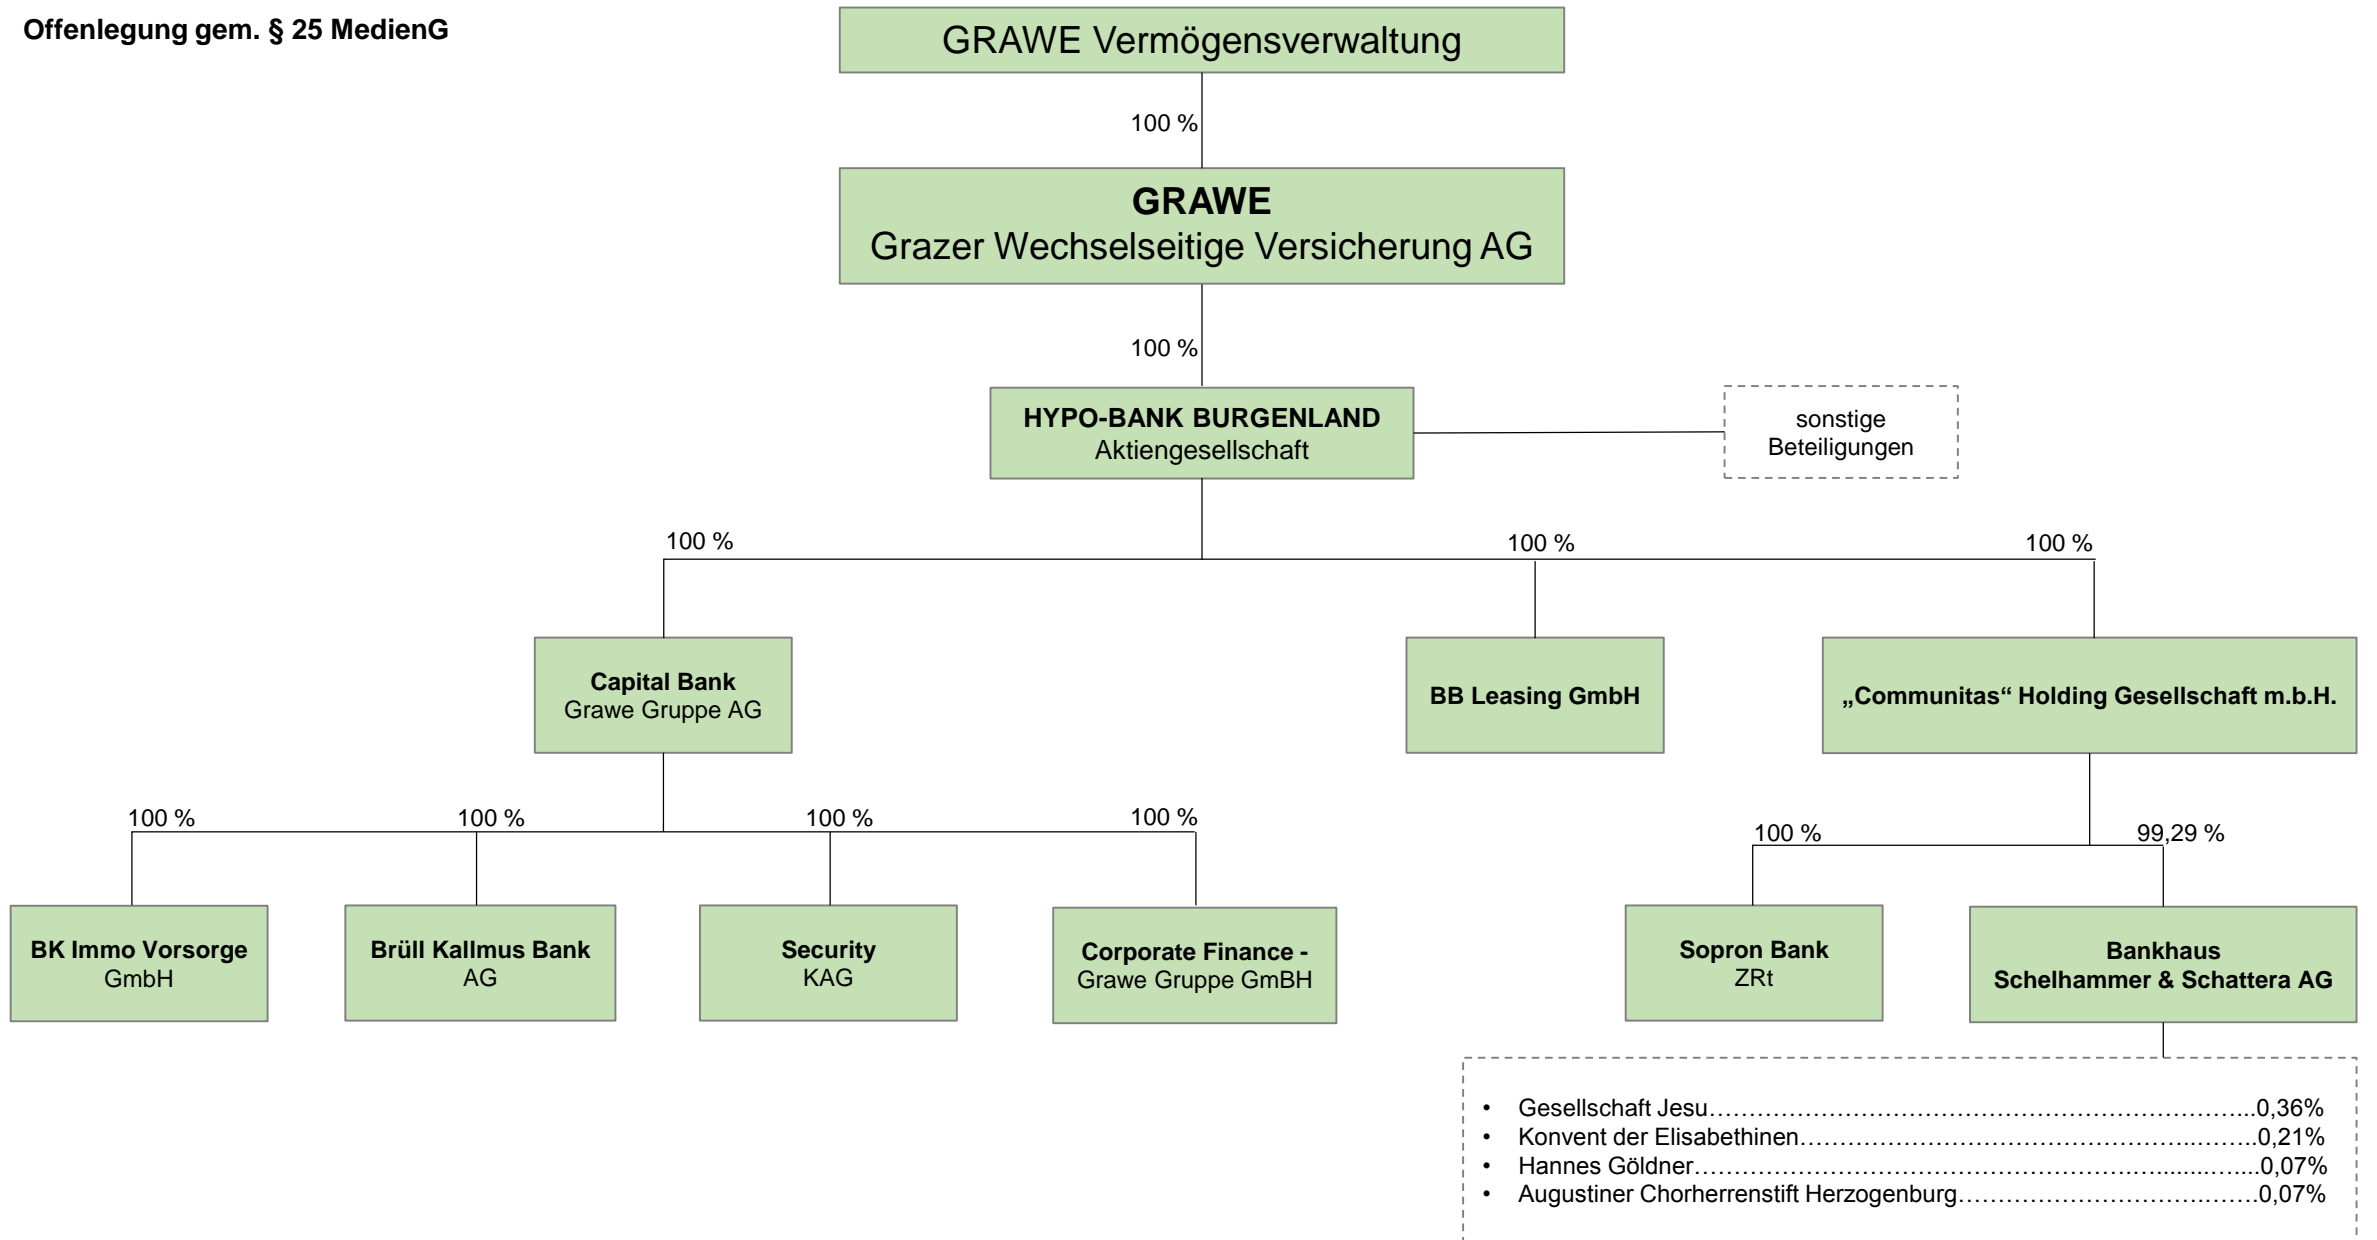 Offenlegung gem. § 25 MedienG
GRAWE Vermögensverwaltung
100 %
GRAWE
Grazer Wechselseitige Versicherung AG
100 %
HYPO-BANK BURGENLAND
Aktiengesellschaft
sonstige
Beteiligungen
100 %
100 %
100 %
Capital Bank
Grawe Gruppe AG
BB Leasing GmbH
„Communitas“ Holding Gesellschaft m.b.H.
100 %
100 %
100 %
100 %
100 %
99,29 %
BK Immo Vorsorge
GmbH
Brüll Kallmus Bank
AG
Security
KAG
Corporate Finance -
Grawe Gruppe GmBH
Sopron Bank
ZRt
Bankhaus
Schelhammer & Schattera AG
• Gesellschaft Jesu…………………………………………………………………………...0,36%
• Konvent der Elisabethinen…………………………………………………...……..0,21%
• Hannes Göldner……………………………………………………………........…....0,07%
• Augustiner Chorherrenstift Herzogenburg……………………………….…….0,07%